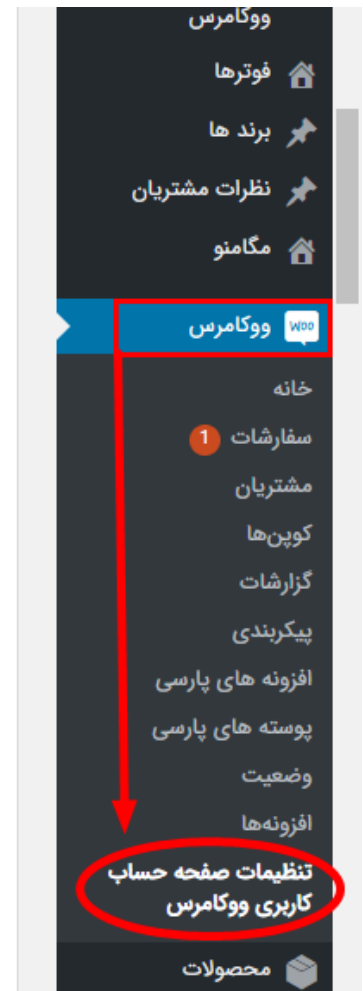 ووکامرس
فوترها
برند ها
نظرات مشتریان
مگامنو
ووکامرس Woo
خانه
سفارشات 1
مشتریان
کوپن‌ها
گزارشات
پیکربندی
افزونه های پارسی
پوسته های پارسی
وضعیت
افزونه‌ها
تنظیمات صفحه حساب
کاربری ووکامرس
محصولات